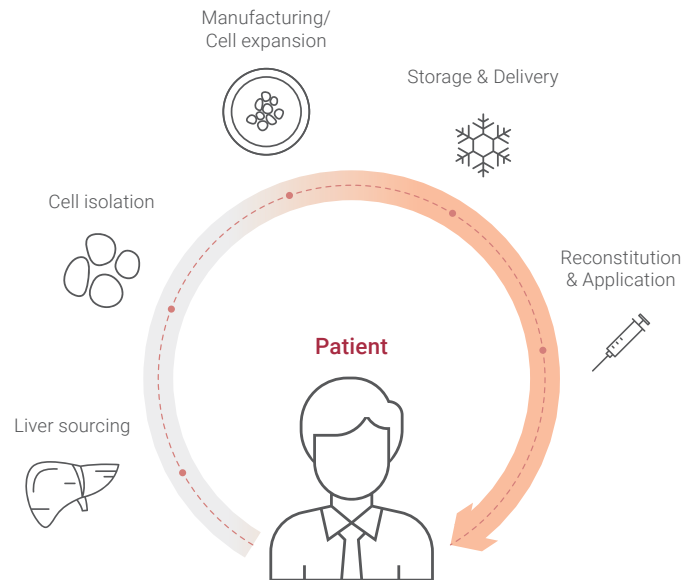 Manufacturing/
Cell expansion
Storage & Delivery
Cell isolation
Reconstitution
& Application
Patient
Liver sourcing